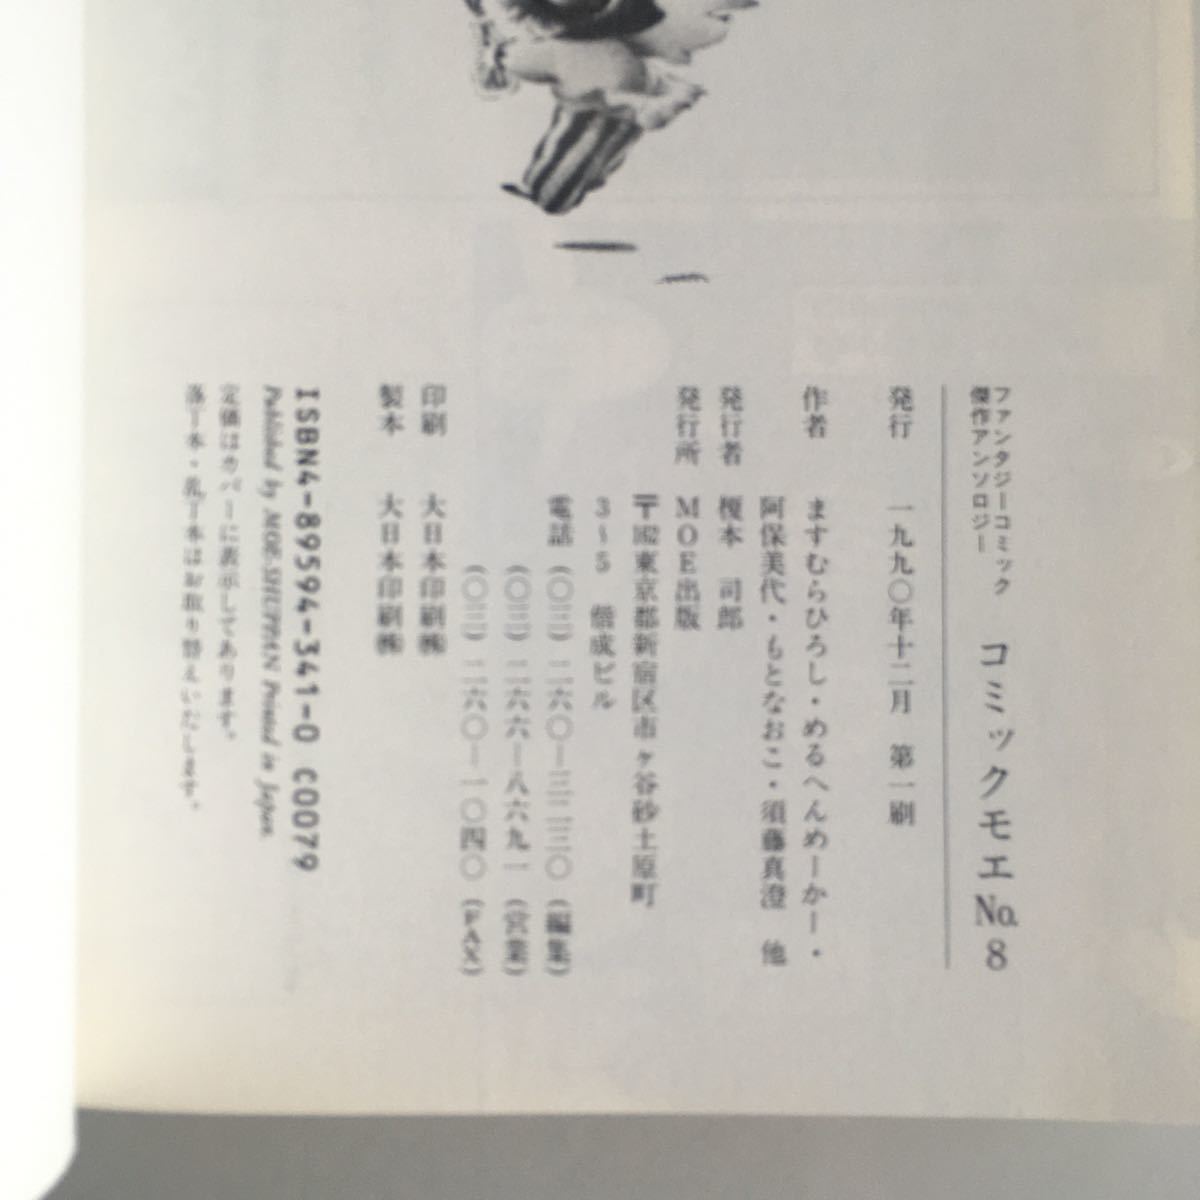 ファンタジーコミック
傑作アンソロジー
コミックモエNo.8
発行 一九九〇年十二月 第一刷
作者 ますむらひろし・めるへんめーかー・
阿保美代・もとなおこ・須藤真澄 他
発行者 榎本 司郎
発行所 MOE出版
〒162東京都新宿区市ヶ谷砂土原町
3-5 偕成ビル
電話 (〇三) 二六〇-三二三〇 (編集)
(〇三) 二六六-八六九一 (営業)
(〇三) 二六〇-一〇四〇 (FAX)
印刷 大日本印刷㈱
製本 大日本印刷㈱
ISBN4-89594-341-0 C0079
Published by MOE-SHUPPAN Printed in Japan
定価はカバーに表示してあります。
落丁本・乱丁本はお取り替えいたします。